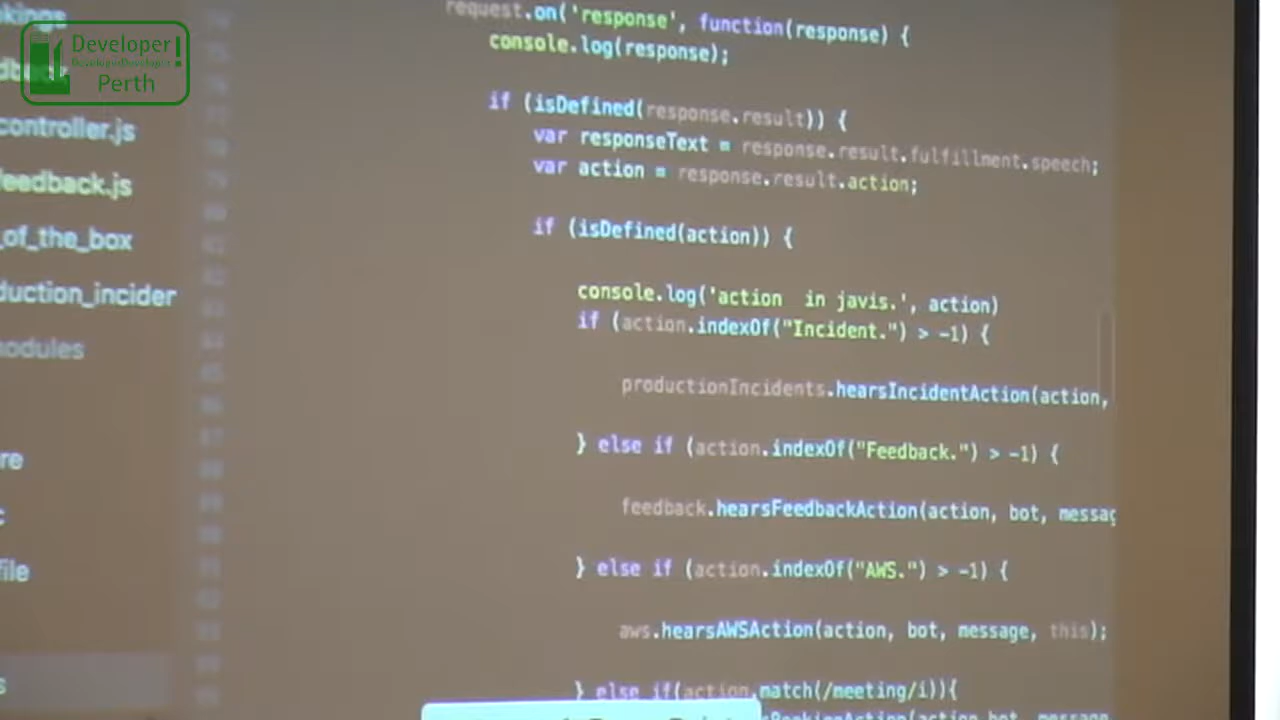 Developer!
DeveloperDeveloper
Perth
controller.js
feedback.js
_of_the_box
duction_incider
nodules
re
file
request.on('response', function(response) {
console.log(response);
if (isDefined(response.result)) {
var responseText = response.result.fulfillment.speech;
var action = response.result.action;
if (isDefined(action)) {
console.log('action  in javis.', action)
if (action.indexOf("Incident.") > -1) {
productionIncidents.hearsIncidentAction(action,
} else if (action.indexOf("Feedback.") > -1) {
feedback.hearsFeedbackAction(action, bot, messag
} else if (action.indexOf("AWS.") > -1) {
aws.hearsAWSAction(action, bot, message, this);
} else if(action.match(/meeting/i)){